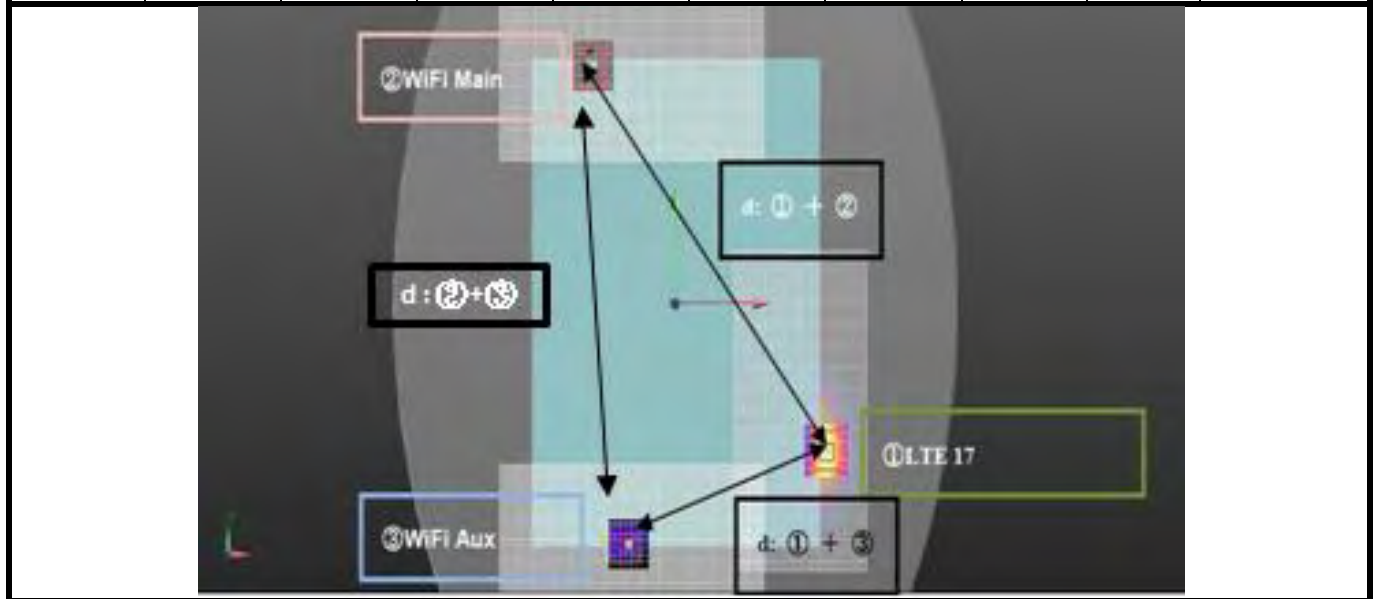 ②WiFi Main
d: ① + ②
d:②+③
①LTE 17
③WiFi Aux
d: ① + ③